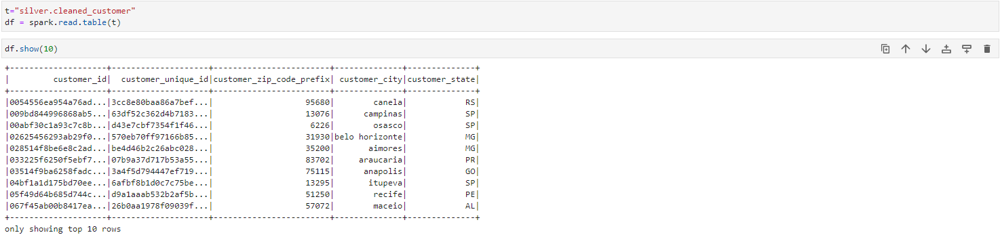 t="silver.cleaned_customer"
df = spark.read.table(t)
df.show(10)
+--------------------+--------------------+------------------------+--------------+--------------+
|         customer_id|  customer_unique_id|customer_zip_code_prefix| customer_city|customer_state|
+--------------------+--------------------+------------------------+--------------+--------------+
|0054556ea954a76ad...|3cc8e80baa86a7bef...|                   95680|        canela|            RS|
|009bd844996868ab5...|63df52c362d4b7183...|                   13076|      campinas|            SP|
|00abf30c1a93c7c8b...|d43e7cbf7354f1f46...|                    6226|        osasco|            SP|
|02625456293ab29f0...|570eb70ff97166b85...|                   31930|belo horizonte|            MG|
|028514f8be6e8c2ad...|be4d46b2c26abc028...|                   35200|       aimores|            MG|
|033225f6250f5ebf7...|07b9a37d717b53a55...|                   83702|     araucaria|            PR|
|03514f9ba6258fadc...|3a4f5d794447ef719...|                   75115|      anapolis|            GO|
|04bf1a1d175bd70ee...|6afbf8b1d0c7c75be...|                   13295|       itupeva|            SP|
|05f49d64b685d744c...|d9a1aaab532b2af5b...|                   51250|        recife|            PE|
|067f45ab00b8417ea...|26b0aa1978f09039f...|                   57072|        maceio|            AL|
+--------------------+--------------------+------------------------+--------------+--------------+
only showing top 10 rows